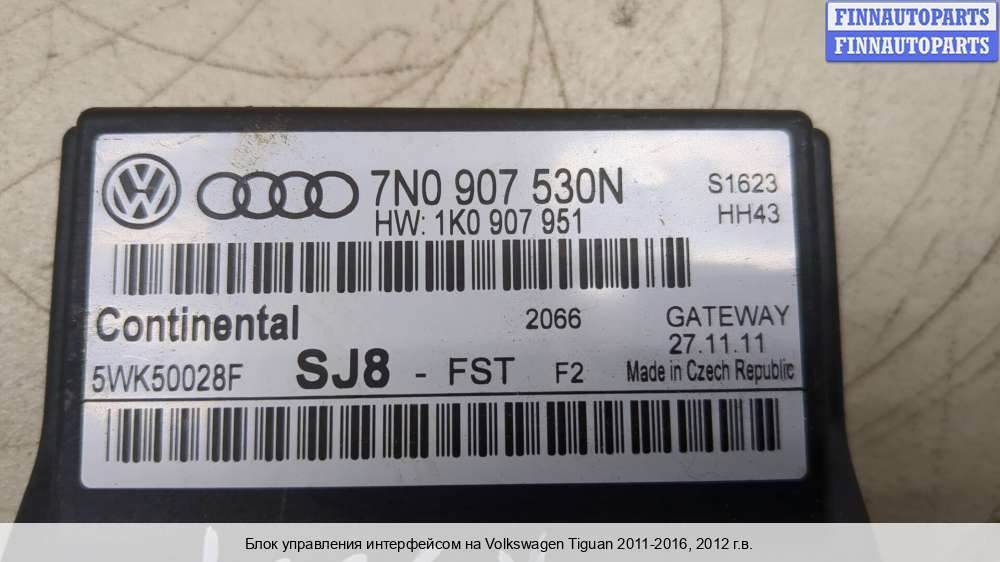 FINNAUTOPARTS
FINNAUTOPARTS
7N0 907 530N
S1623
HW: 1K0 907 951
HH43
Continental
2066
GATEWAY
27.11.11
5WK50028F
SJ8 - FST F2
Made in Czech Republic
Блок управления интерфейсом на Volkswagen Tiguan 2011-2016, 2012 г.в.